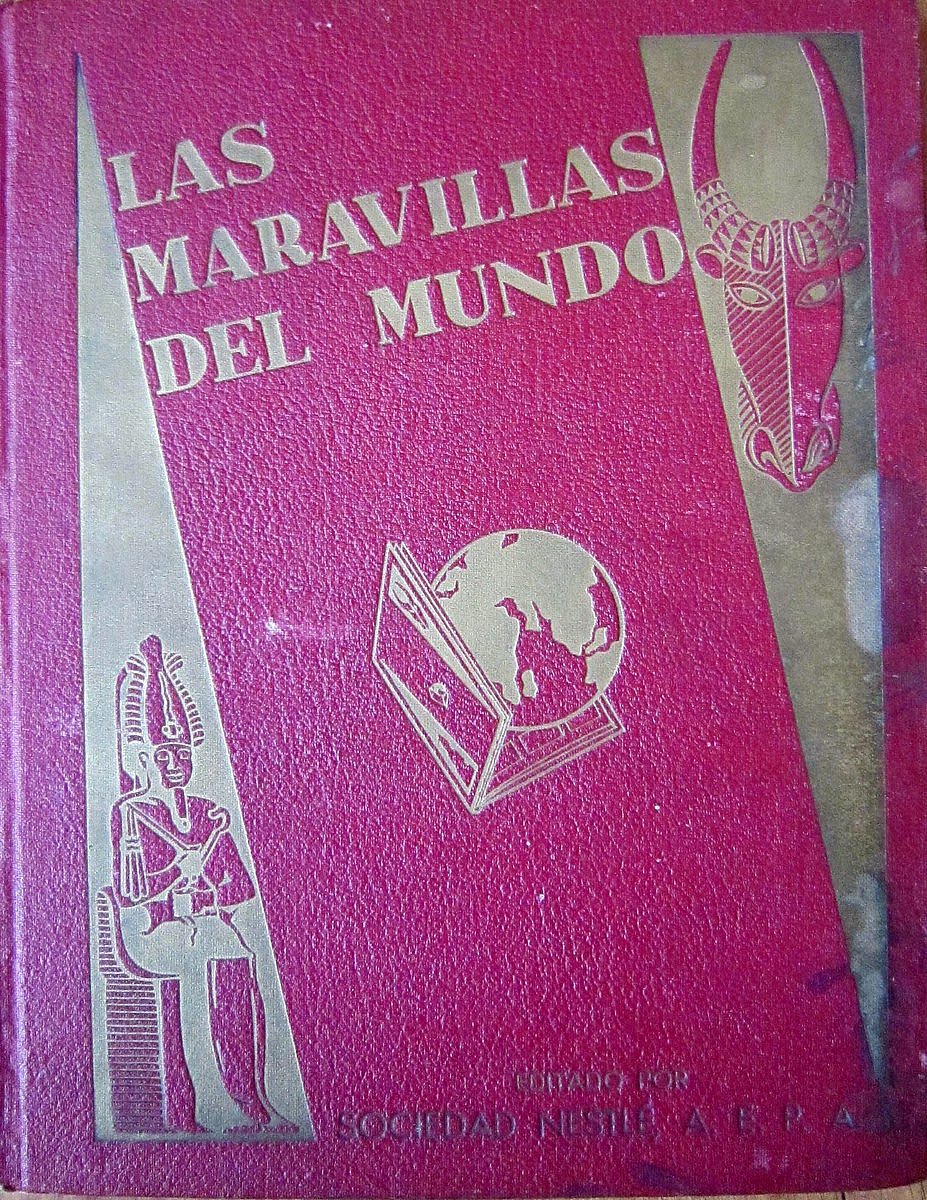 LAS
MARAVILLAS
DEL MUNDO
EDITADO POR
SOCIEDAD NESTLÉ, A. E. P. A.